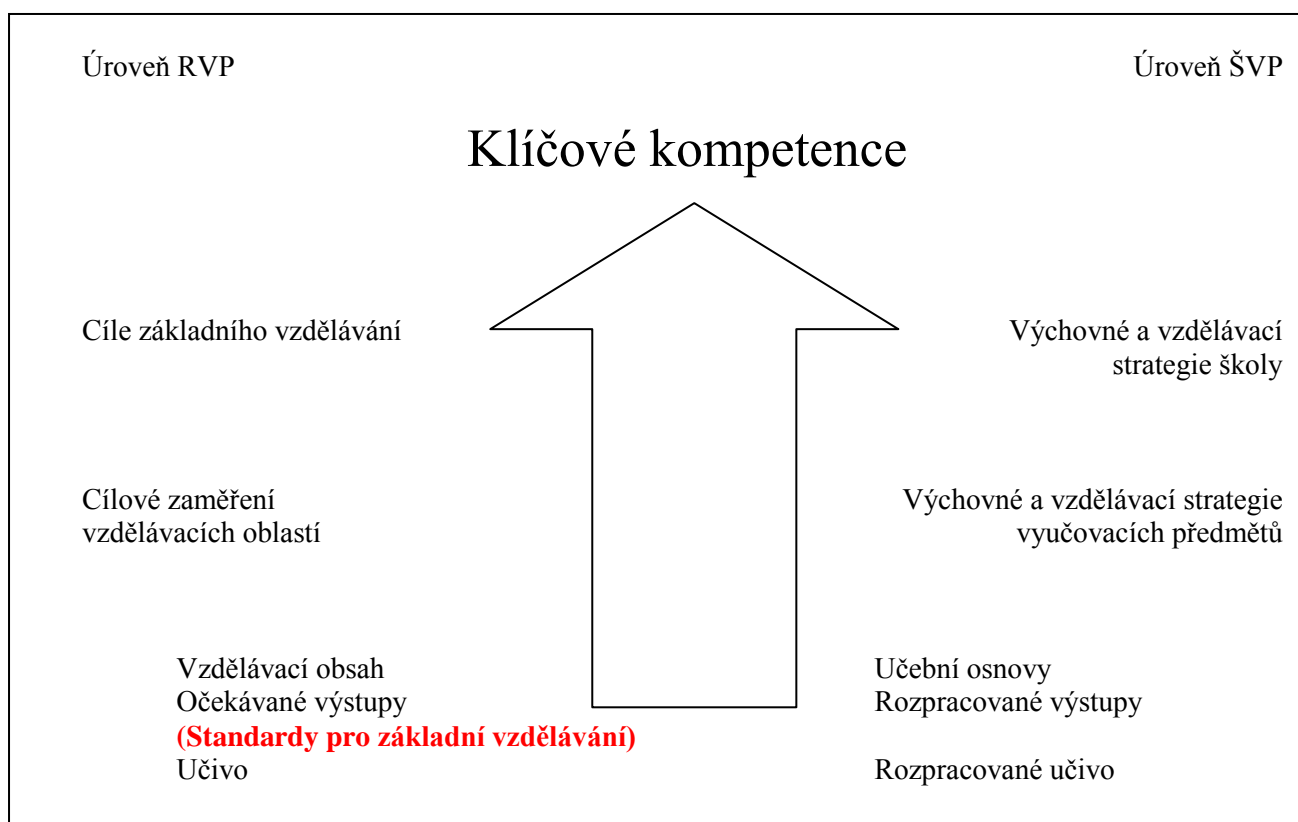 Úroveň RVP
Úroveň ŠVP
Klíčové kompetence
Cíle základního vzdělávání
Výchovné a vzdělávací
strategie školy
Cílové zaměření
vzdělávacích oblastí
Výchovné a vzdělávací strategie
vyučovacích předmětů
Vzdělávací obsah
Očekávané výstupy
(Standardy pro základní vzdělávání)
Učivo
Učební osnovy
Rozpracované výstupy
Rozpracované učivo